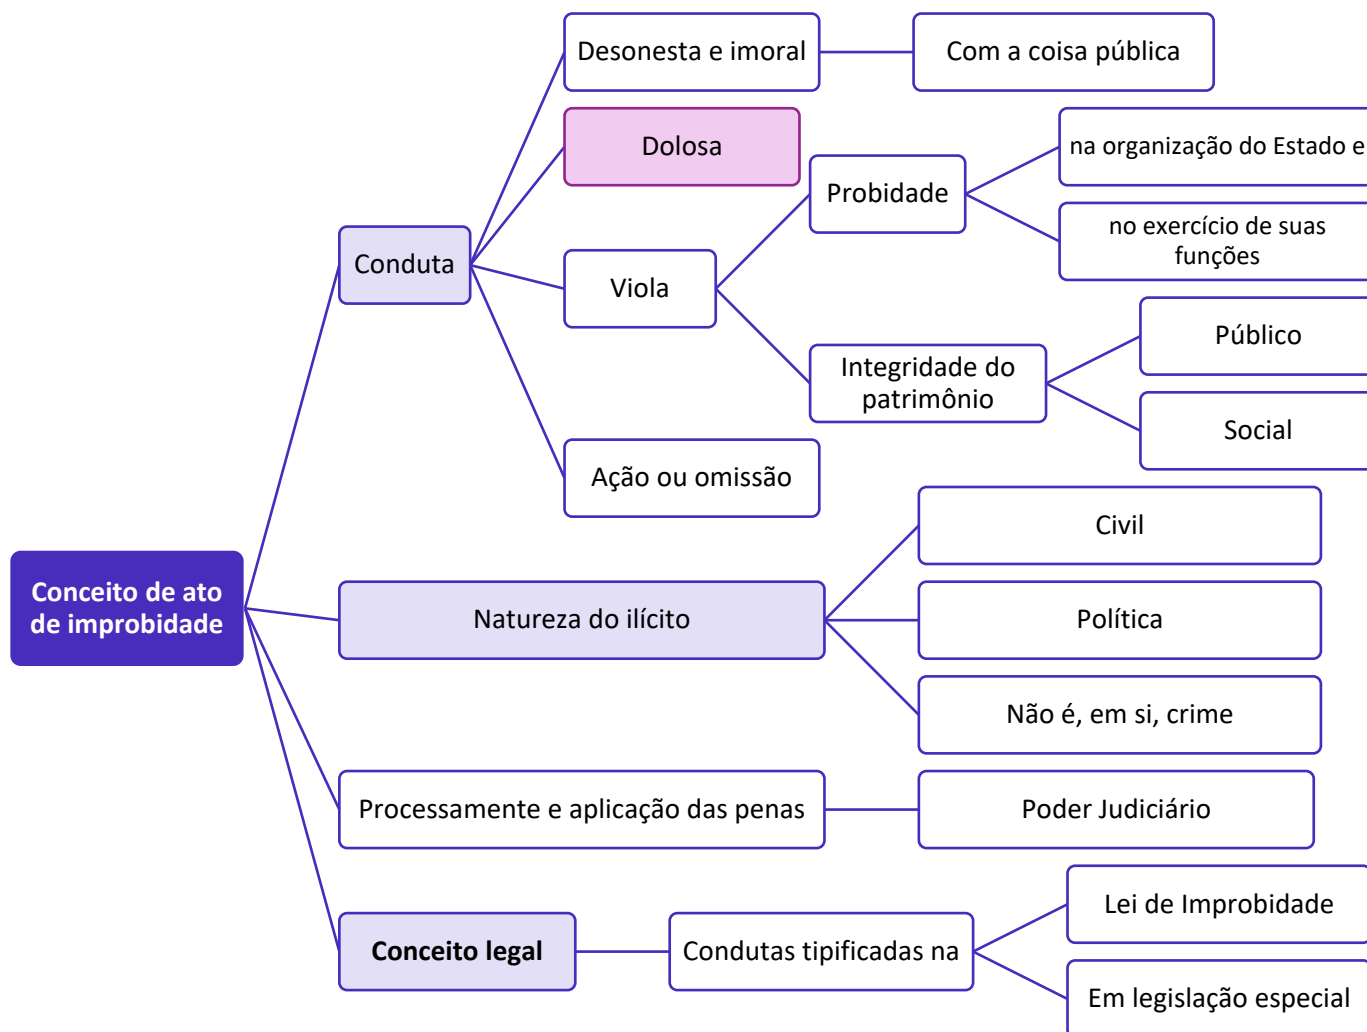 Conceito de ato
de improbidade
Conduta
Desonesta e imoral
Com a coisa pública
Dolosa
Viola
Probidade
na organização do Estado e
no exercício de suas
funções
Integridade do
patrimônio
Público
Social
Ação ou omissão
Natureza do ilícito
Civil
Política
Não é, em si, crime
Processamente e aplicação das penas
Poder Judiciário
Conceito legal
Condutas tipificadas na
Lei de Improbidade
Em legislação especial